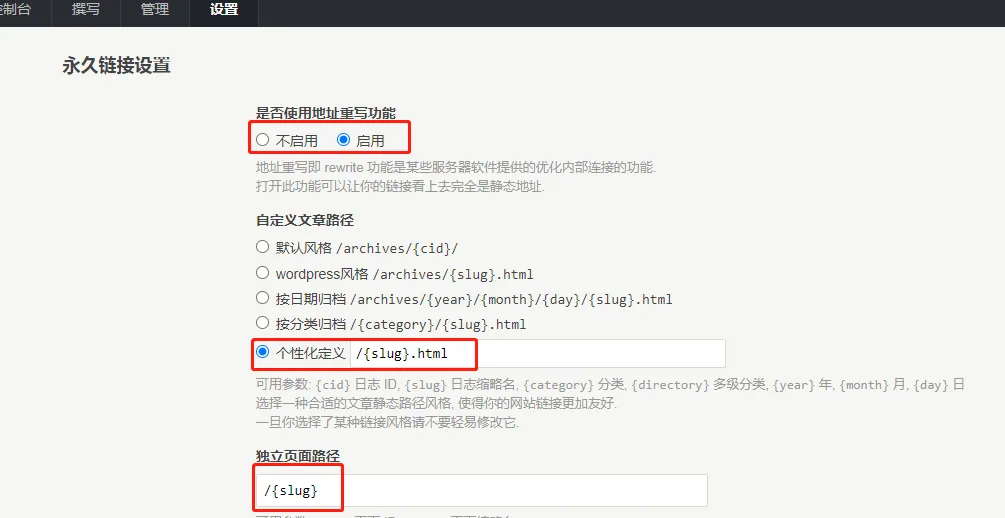 控制台 撰写 管理 设置
永久链接设置
是否使用地址重写功能
不启用 启用
地址重写即 rewrite 功能是某些服务器软件提供的优化内部连接的功能.
打开此功能可以让你的链接看上去完全是静态地址.
自定义文章路径
默认风格 /archives/{cid}/
wordpress风格 /archives/{slug}.html
按日期归档 /archives/{year}/{month}/{day}/{slug}.html
按分类归档 /{category}/{slug}.html
个性化定义 /{slug}.html
可用参数: {cid} 日志 ID, {slug} 日志缩略名, {category} 分类, {directory} 多级分类, {year} 年, {month} 月, {day} 日
选择一种合适的文章静态路径风格, 使得你的网站链接更加友好.
一旦你选择了某种链接风格请不要轻易修改它.
独立页面路径
/{slug}